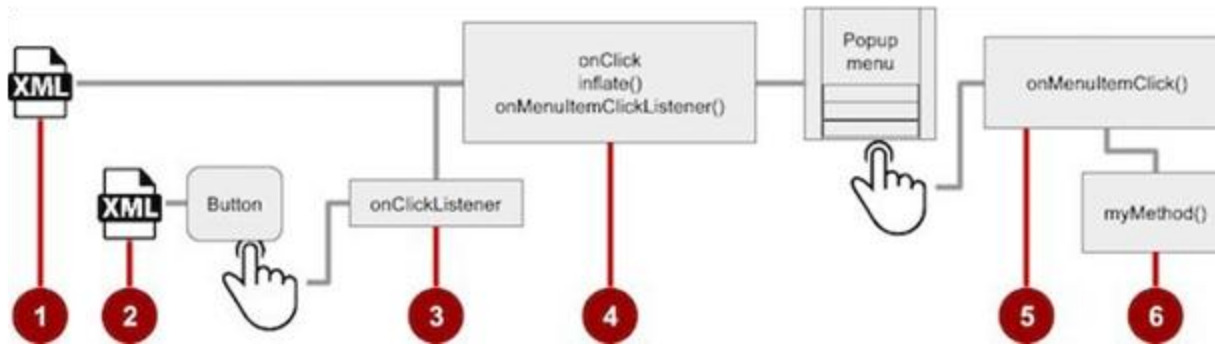 XML
onClick
inflate()
onMenuItemClickListener()
Popup
menu
onMenuItemClick()
XML
Button
onClickListener
myMethod()
1
2
3
4
5
6